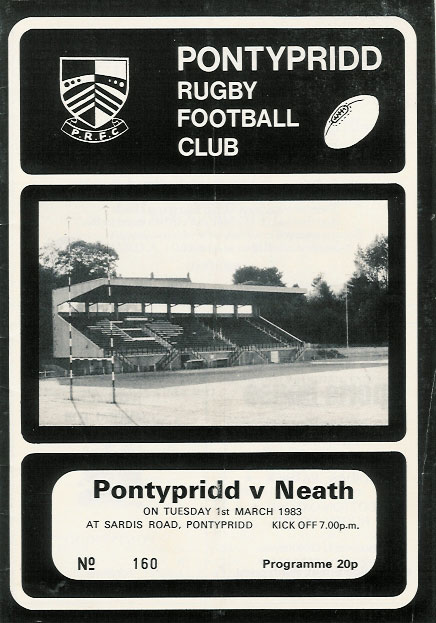 PONTYPRIDD
RUGBY
FOOTBALL
CLUB
P.R.F.C
Pontypridd v Neath
ON TUESDAY 1st MARCH 1983
AT SARDIS ROAD, PONTYPRIDD KICK OFF 7.00p.m.
Nº 160 Programme 20p